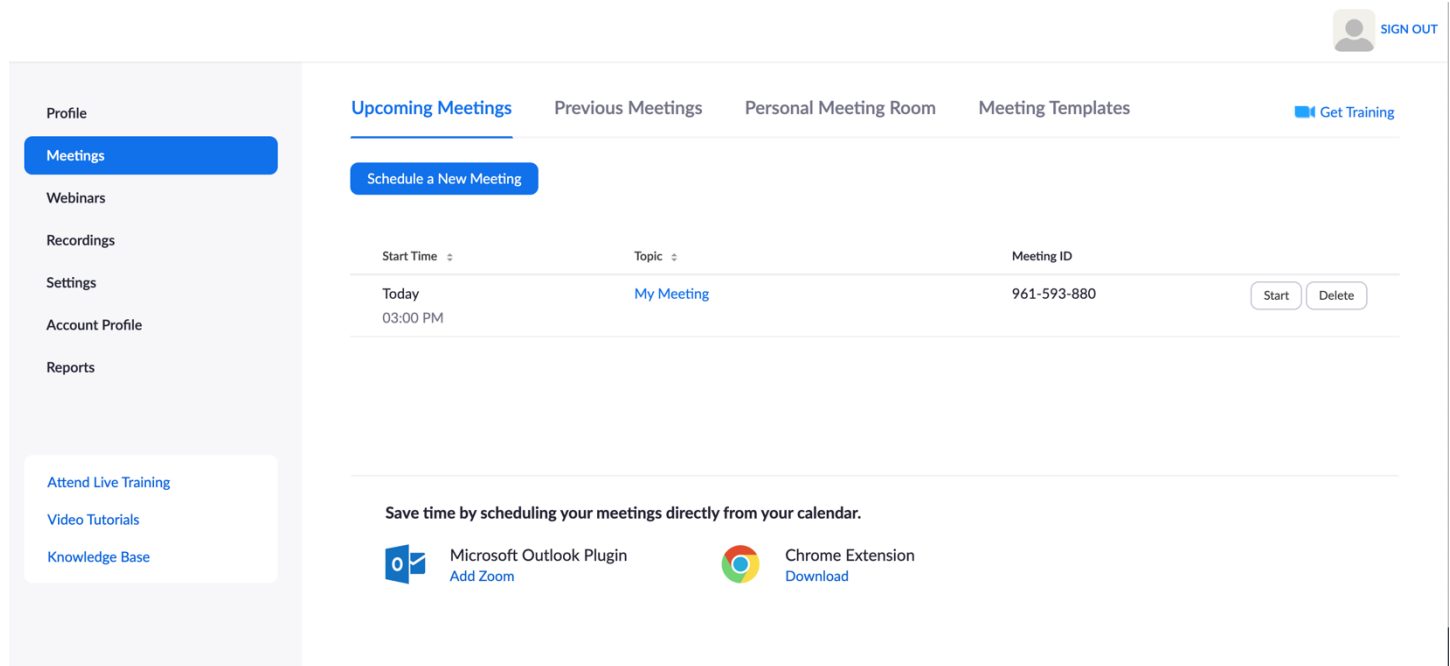 SIGN OUT
Profile
Meetings
Webinars
Recordings
Settings
Account Profile
Reports
Attend Live Training
Video Tutorials
Knowledge Base
Upcoming Meetings Previous Meetings Personal Meeting Room Meeting Templates Get Training
Schedule a New Meeting
Start Time Topic Meeting ID
Today My Meeting 961-593-880 Start Delete
03:00 PM
Save time by scheduling your meetings directly from your calendar.
Microsoft Outlook Plugin
Add Zoom
Chrome Extension
Download